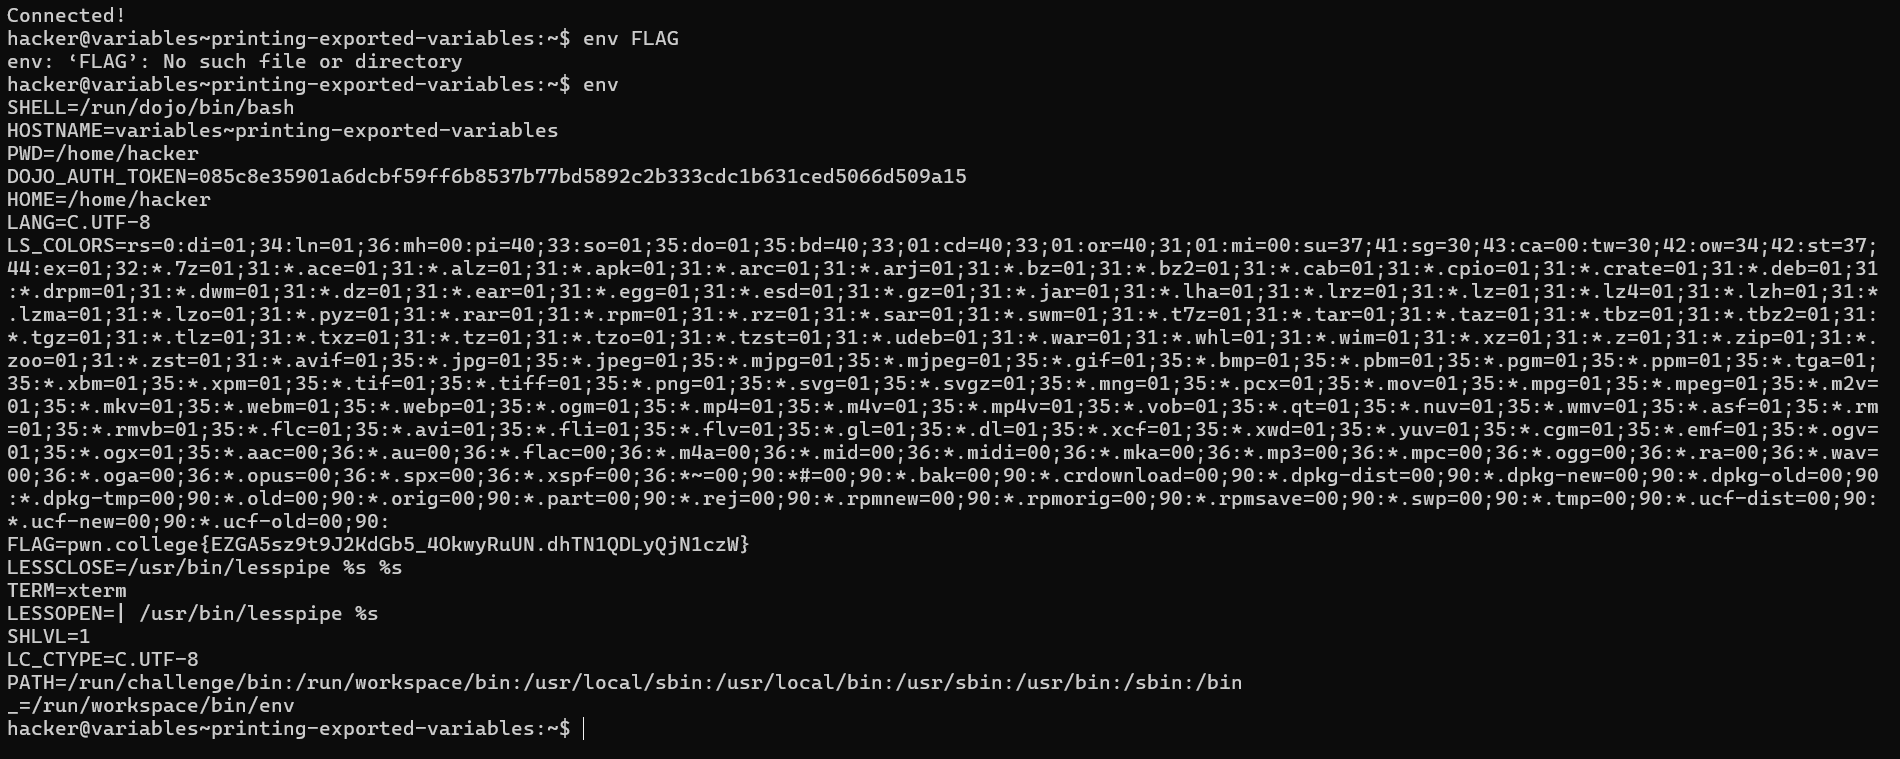 Connected!
hacker@variables~printing-exported-variables:~$ env FLAG
env: ‘FLAG’: No such file or directory
hacker@variables~printing-exported-variables:~$ env
SHELL=/run/dojo/bin/bash
HOSTNAME=variables~printing-exported-variables
PWD=/home/hacker
DOJO_AUTH_TOKEN=085c8e35901a6dcbf59ff6b8537b77bd5892c2b333cdc1b631ced5066d509a15
HOME=/home/hacker
LANG=C.UTF-8
LS_COLORS=rs=0:di=01;34:ln=01;36:mh=00:pi=40;33:so=01;35:do=01;35:bd=40;33;01:cd=40;33;01:or=40;31;01:mi=00:su=37;41:sg=30;43:ca=00:tw=30;42:ow=34;42:st=37;
44:ex=01;32:*.7z=01;31:*.ace=01;31:*.alz=01;31:*.apk=01;31:*.arc=01;31:*.arj=01;31:*.bz=01;31:*.bz2=01;31:*.cab=01;31:*.cpio=01;31:*.crate=01;31:*.deb=01;31
:*.drpm=01;31:*.dwm=01;31:*.dz=01;31:*.ear=01;31:*.egg=01;31:*.esd=01;31:*.gz=01;31:*.jar=01;31:*.lha=01;31:*.lrz=01;31:*.lz=01;31:*.lz4=01;31:*.lzh=01;31:*
.lzma=01;31:*.lzo=01;31:*.pyz=01;31:*.rar=01;31:*.rpm=01;31:*.rz=01;31:*.sar=01;31:*.swm=01;31:*.t7z=01;31:*.tar=01;31:*.taz=01;31:*.tbz=01;31:*.tbz2=01;31:
*.tgz=01;31:*.tlz=01;31:*.txz=01;31:*.tz=01;31:*.tzo=01;31:*.tzst=01;31:*.udeb=01;31:*.war=01;31:*.whl=01;31:*.wim=01;31:*.xz=01;31:*.z=01;31:*.zip=01;31:*.
zoo=01;31:*.zst=01;31:*.avif=01;35:*.jpg=01;35:*.jpeg=01;35:*.mjpg=01;35:*.mjpeg=01;35:*.gif=01;35:*.bmp=01;35:*.pbm=01;35:*.pgm=01;35:*.ppm=01;35:*.tga=01;
35:*.xbm=01;35:*.xpm=01;35:*.tif=01;35:*.tiff=01;35:*.png=01;35:*.svg=01;35:*.svgz=01;35:*.mng=01;35:*.pcx=01;35:*.mov=01;35:*.mpg=01;35:*.mpeg=01;35:*.m2v=
01;35:*.mkv=01;35:*.webm=01;35:*.webp=01;35:*.ogm=01;35:*.mp4=01;35:*.m4v=01;35:*.mp4v=01;35:*.vob=01;35:*.qt=01;35:*.nuv=01;35:*.wmv=01;35:*.asf=01;35:*.rm
=01;35:*.rmvb=01;35:*.flc=01;35:*.avi=01;35:*.fli=01;35:*.flv=01;35:*.gl=01;35:*.dl=01;35:*.xcf=01;35:*.xwd=01;35:*.yuv=01;35:*.cgm=01;35:*.emf=01;35:*.ogv=
01;35:*.ogx=01;35:*.aac=00;36:*.au=00;36:*.flac=00;36:*.m4a=00;36:*.mid=00;36:*.midi=00;36:*.mka=00;36:*.mp3=00;36:*.mpc=00;36:*.ogg=00;36:*.ra=00;36:*.wav=
00;36:*.oga=00;36:*.opus=00;36:*.spx=00;36:*.xspf=00;36:*~=00;90:*#=00;90:*.bak=00;90:*.crdownload=00;90:*.dpkg-dist=00;90:*.dpkg-new=00;90:*.dpkg-old=00;90
:*.dpkg-tmp=00;90:*.old=00;90:*.orig=00;90:*.part=00;90:*.rej=00;90:*.rpmnew=00;90:*.rpmorig=00;90:*.rpmsave=00;90:*.swp=00;90:*.tmp=00;90:*.ucf-dist=00;90:
*.ucf-new=00;90:*.ucf-old=00;90:
FLAG=pwn.college{EZGA5sz9t9J2KdGb5_4OkwyRuUN.dhTN1QDLyQjN1czW}
LESSCLOSE=/usr/bin/lesspipe %s %s
TERM=xterm
LESSOPEN=| /usr/bin/lesspipe %s
SHLVL=1
LC_CTYPE=C.UTF-8
PATH=/run/challenge/bin:/run/workspace/bin:/usr/local/sbin:/usr/local/bin:/usr/sbin:/usr/bin:/sbin:/bin
_=/run/workspace/bin/env
hacker@variables~printing-exported-variables:~$